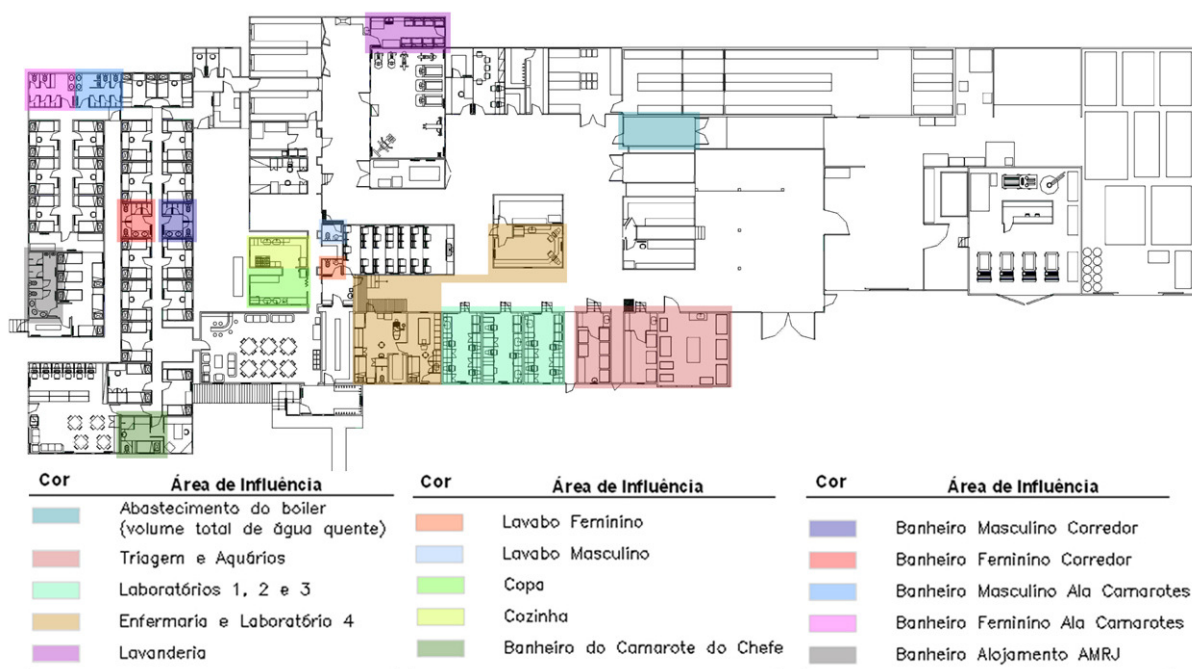 Cor Área de Influência
Abastecimento do boiler
(volume total de água quente)
Triagem e Aquários
Laboratórios 1, 2 e 3
Enfermaria e Laboratório 4
Lavanderia
Cor Área de Influência
Lavabo Feminino
Lavabo Masculino
Copa
Cozinha
Banheiro do Camarote do Chefe
Cor Área de Influência
Banheiro Masculino Corredor
Banheiro Feminino Corredor
Banheiro Masculino Ala Camarotes
Banheiro Feminino Ala Camarotes
Banheiro Alojamento AMRJ